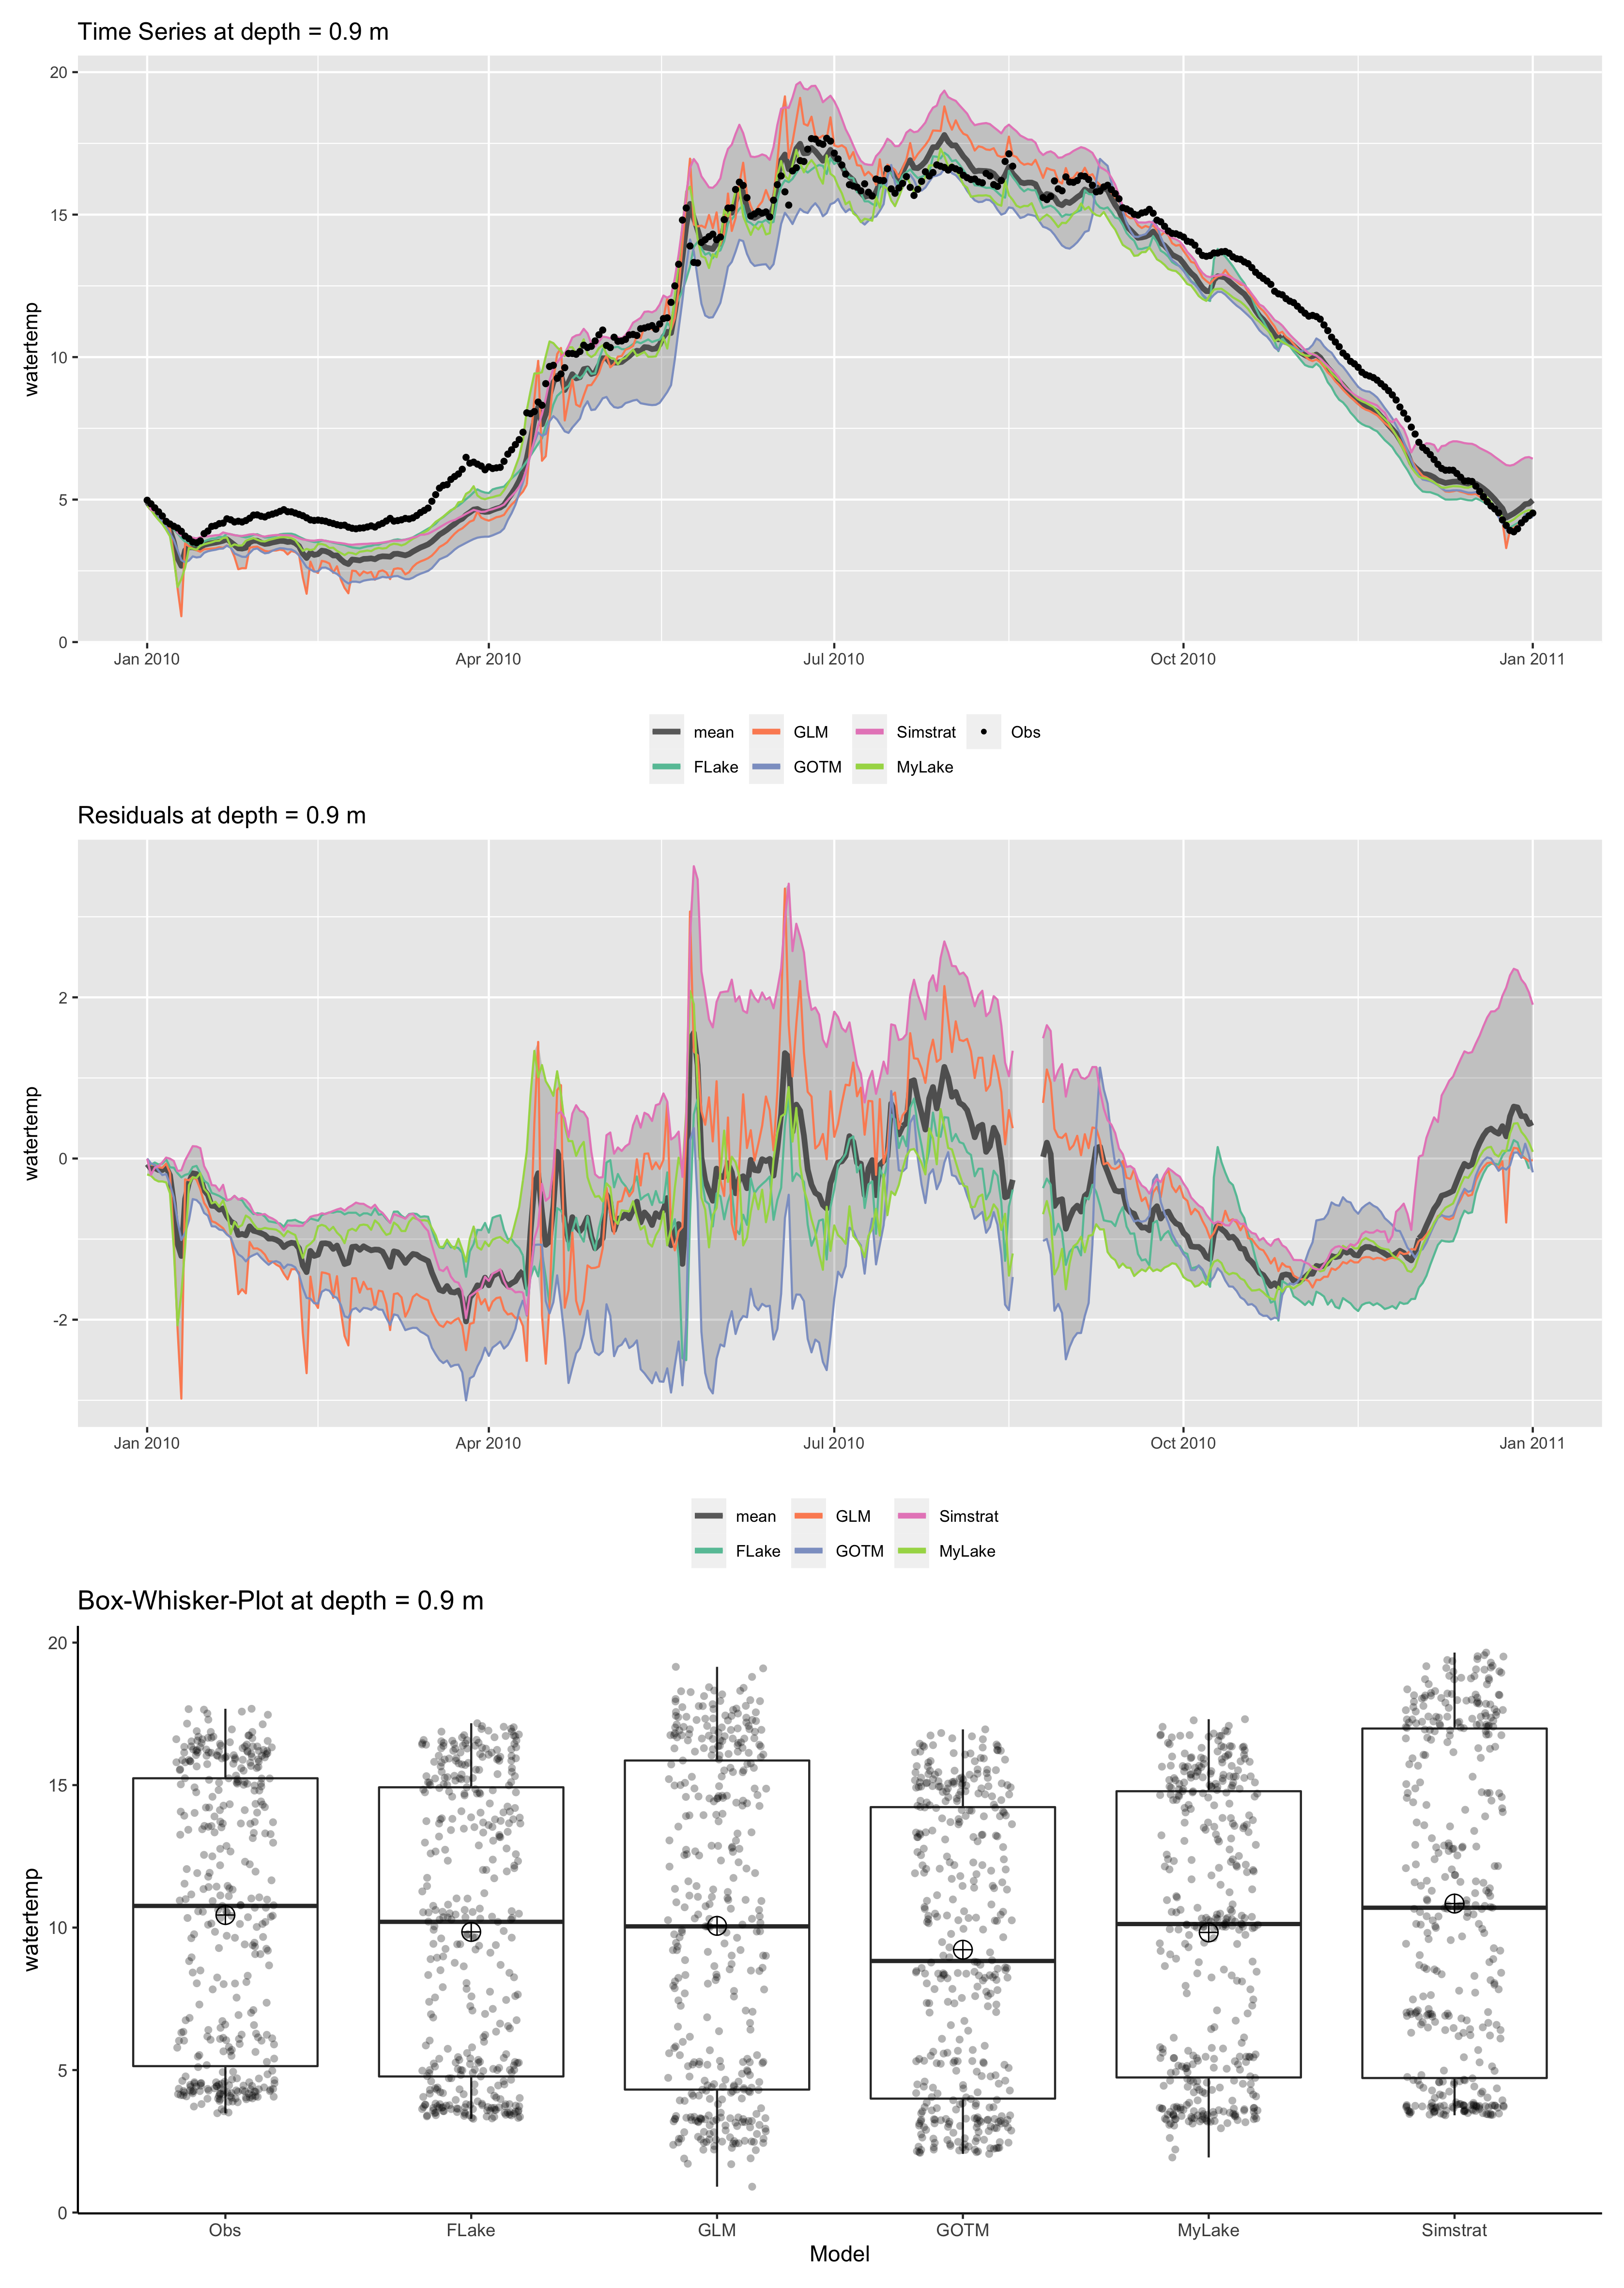 Time Series at depth = 0.9 m
20
15
10
5
0
watertemp
Jan 2010 Apr 2010 Jul 2010 Oct 2010 Jan 2011
mean GLM Simstrat Obs
FLake GOTM MyLake
Residuals at depth = 0.9 m
2
0
-2
watertemp
Jan 2010 Apr 2010 Jul 2010 Oct 2010 Jan 2011
mean GLM Simstrat
FLake GOTM MyLake
Box-Whisker-Plot at depth = 0.9 m
20
15
10
5
0
watertemp
Obs FLake GLM GOTM MyLake Simstrat
Model